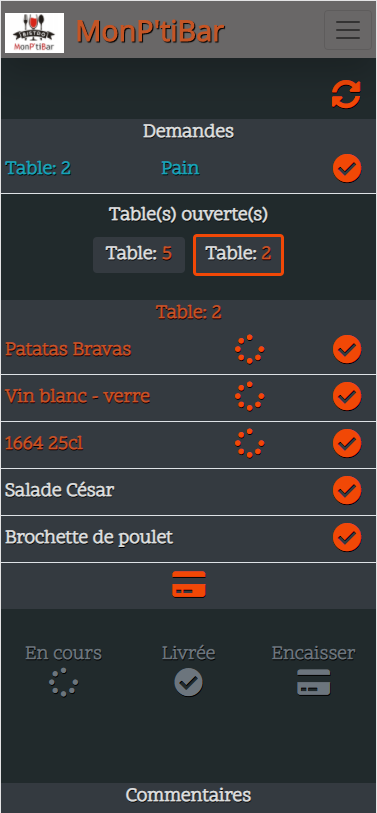 BISTRO
MonP'tiBar
MonP'tiBar
Demandes
Table: 2 Pain
Table(s) ouverte(s)
Table: 5 Table: 2
Table: 2
Patatas Bravas
Vin blanc - verre
1664 25cl
Salade César
Brochette de poulet
En cours Livrée Encaisser
Commentaires